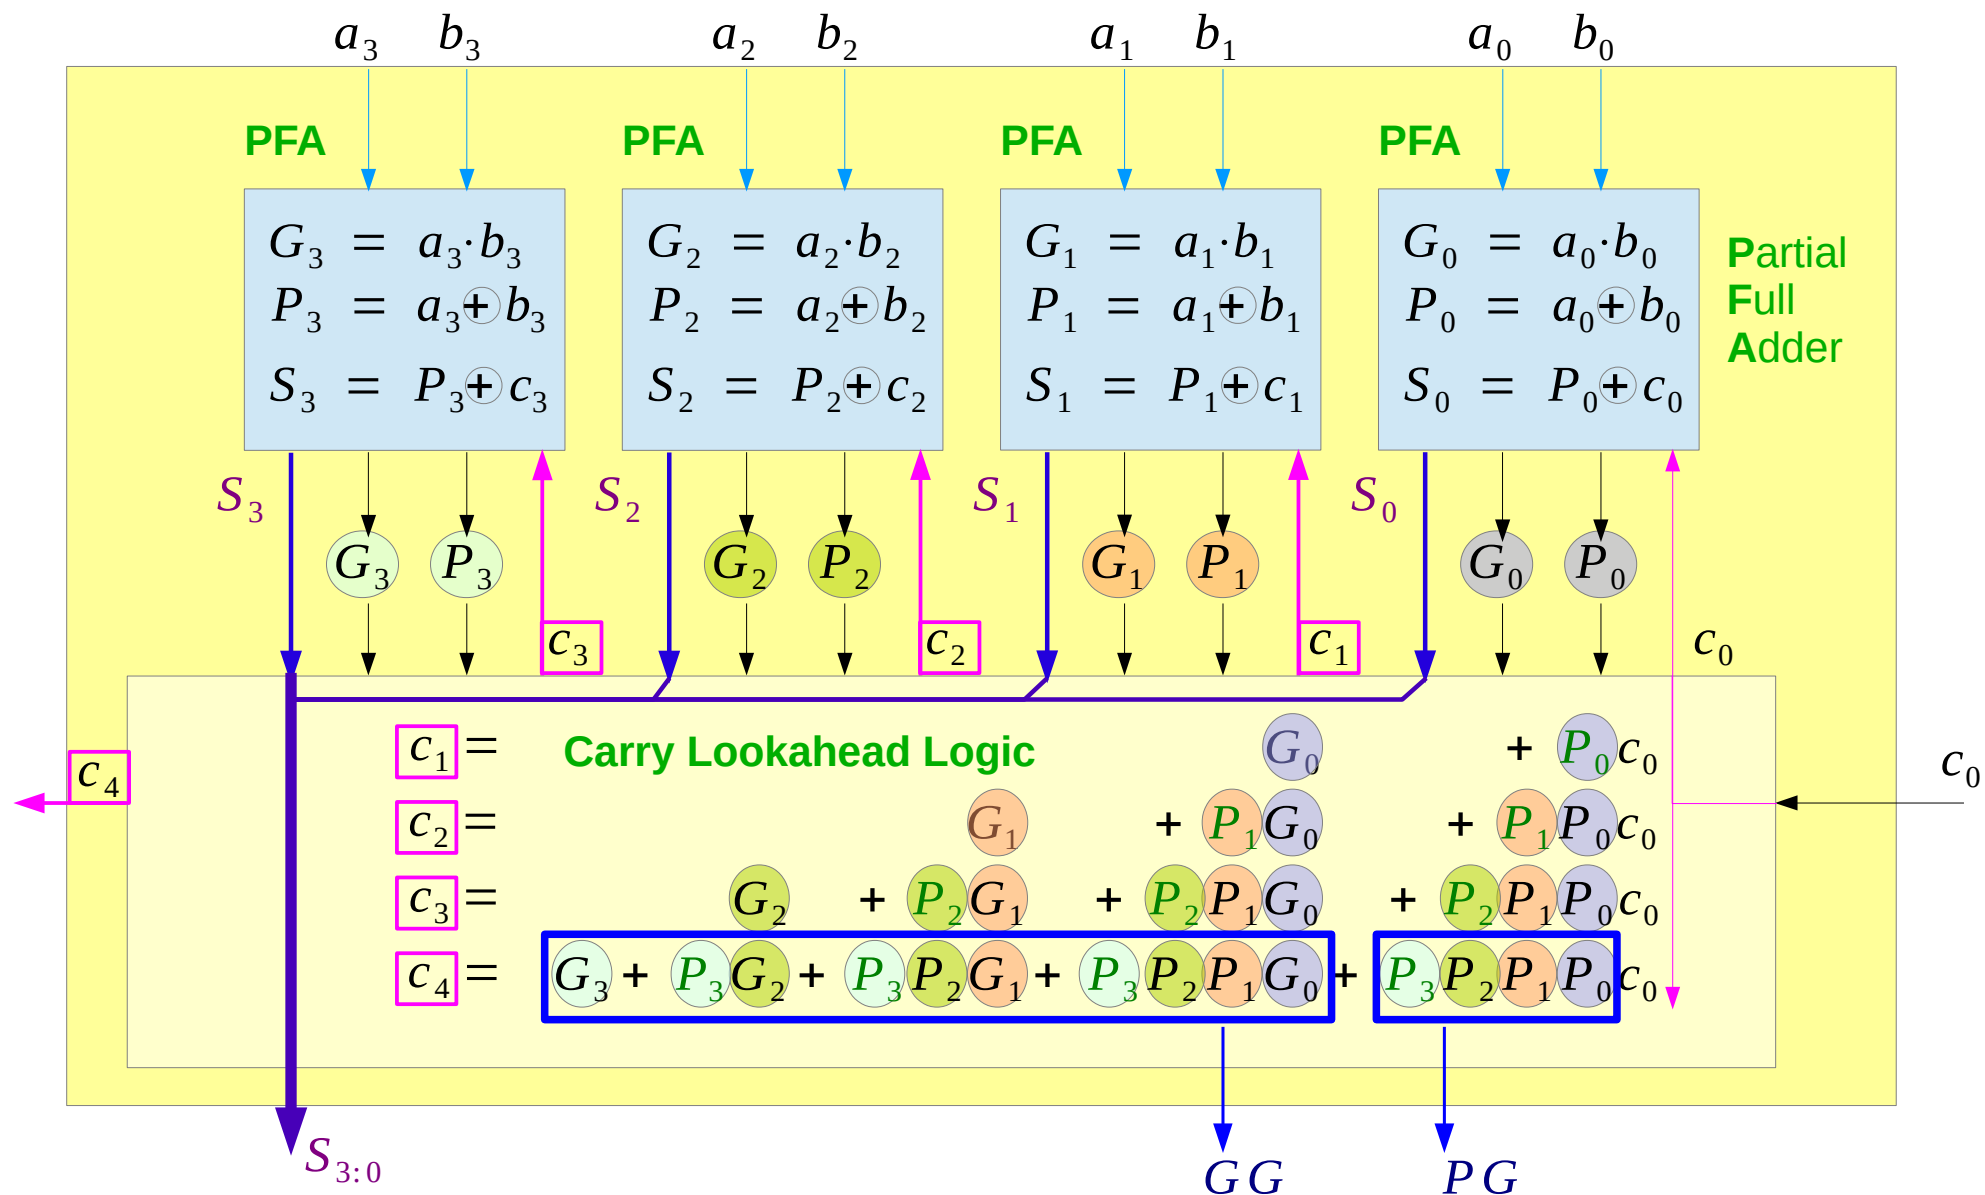 a3 b3 a2 b2 a1 b1 a0 b0
PFA PFA PFA PFA
G3 = a3·b3 G2 = a2·b2 G1 = a1·b1 G0 = a0·b0
P3 = a3⊕b3 P2 = a2⊕b2 P1 = a1⊕b1 P0 = a0⊕b0
S3 = P3⊕c3 S2 = P2⊕c2 S1 = P1⊕c1 S0 = P0⊕c0
Partial
Full
Adder
S3 S2 S1 S0
G3 P3 G2 P2 G1 P1 G0 P0
c3 c2 c1 c0
Carry Lookahead Logic
c1 = G0 + P0c0
c2 = G1 + P1G0 + P1P0c0
c3 = G2 + P2G1 + P2P1G0 + P2P1P0c0
c4 = G3 + P3G2 + P3P2G1 + P3P2P1G0 + P3P2P1P0c0
c4
c0
S3:0
GG PG